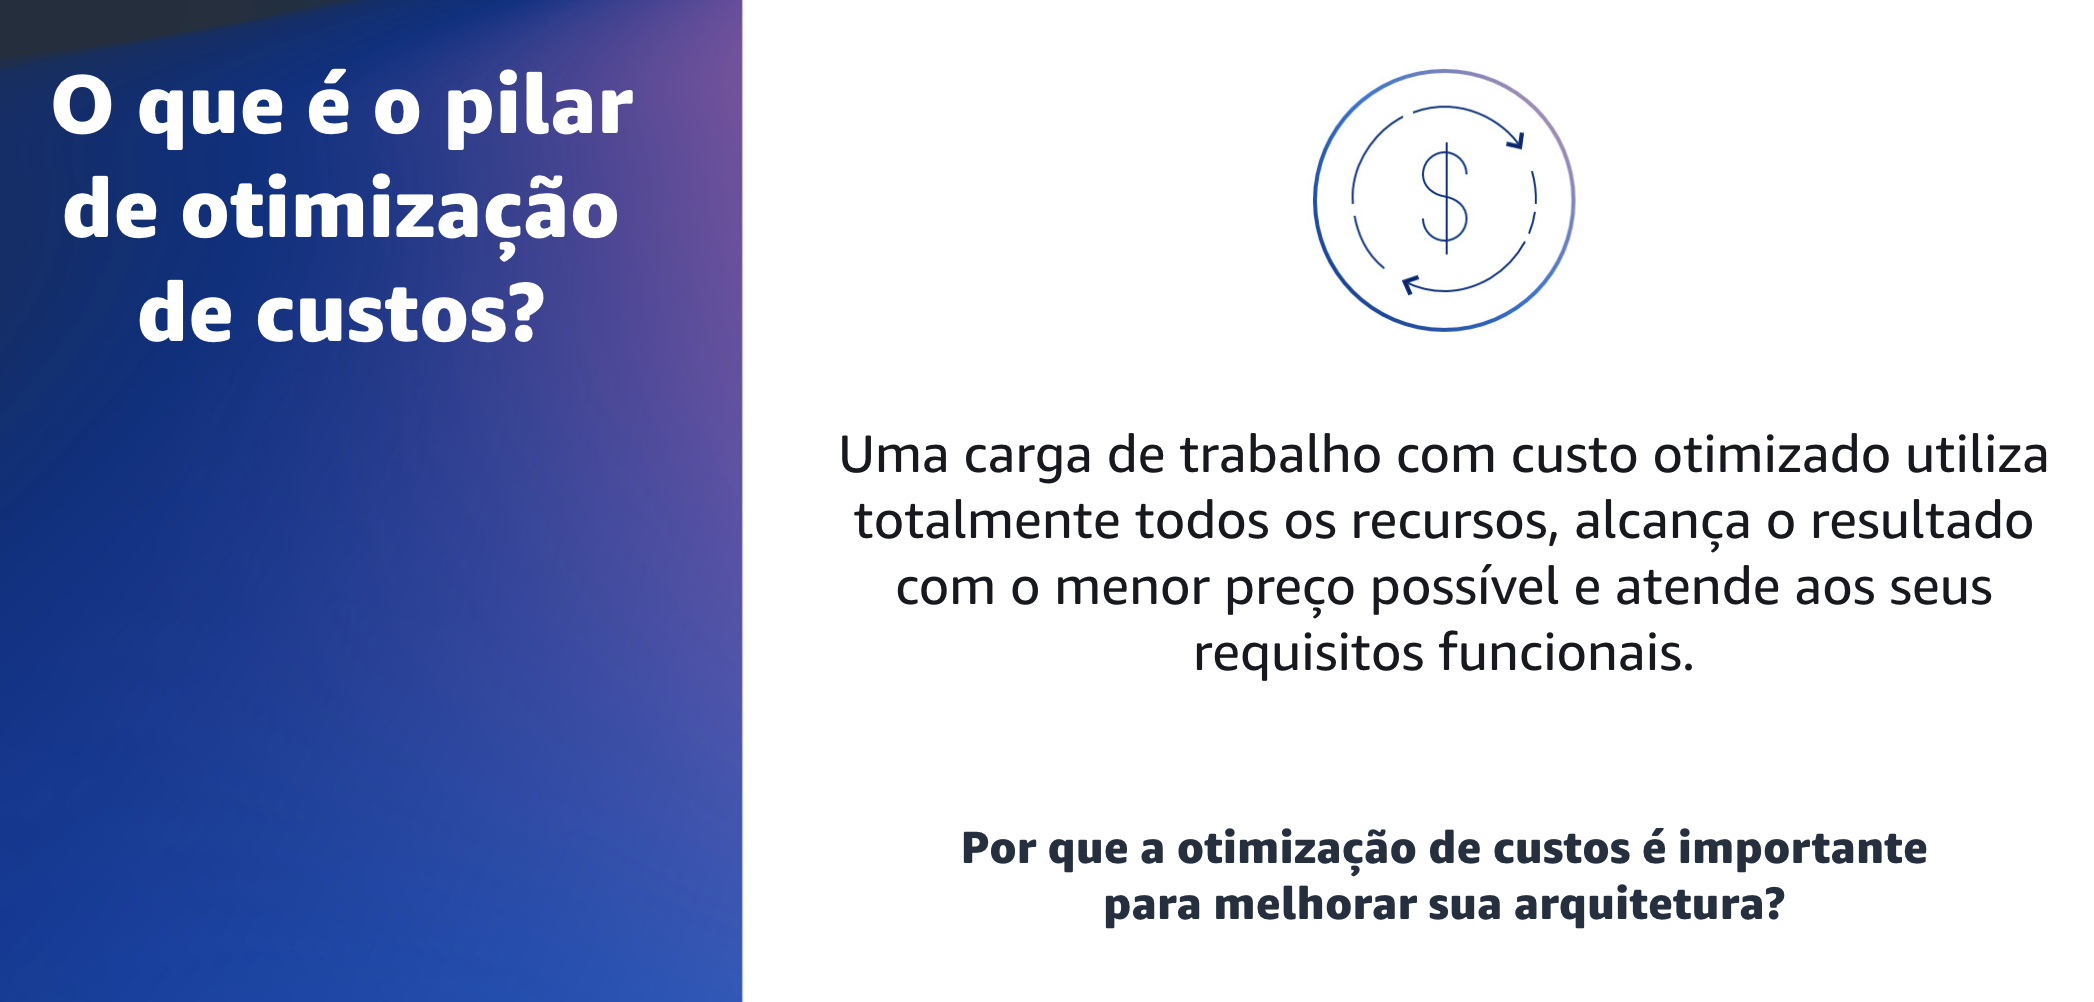 O que é o pilar
de otimização
de custos?
$
Uma carga de trabalho com custo otimizado utiliza
totalmente todos os recursos, alcança o resultado
com o menor preço possível e atende aos seus
requisitos funcionais.
Por que a otimização de custos é importante
para melhorar sua arquitetura?